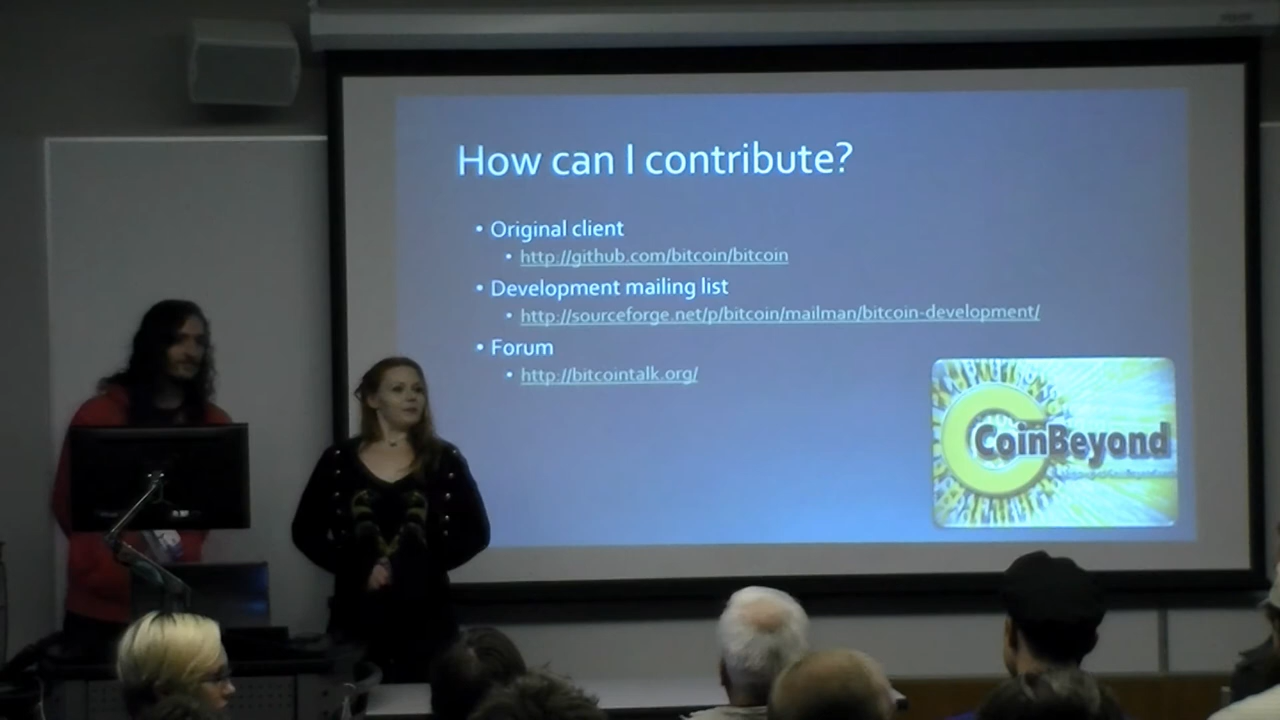 How can I contribute?
• Original client
• http://github.com/bitcoin/bitcoin
• Development mailing list
• http://sourceforge.net/p/bitcoin/mailman/bitcoin-development/
• Forum
• http://bitcointalk.org/
CoinBeyond